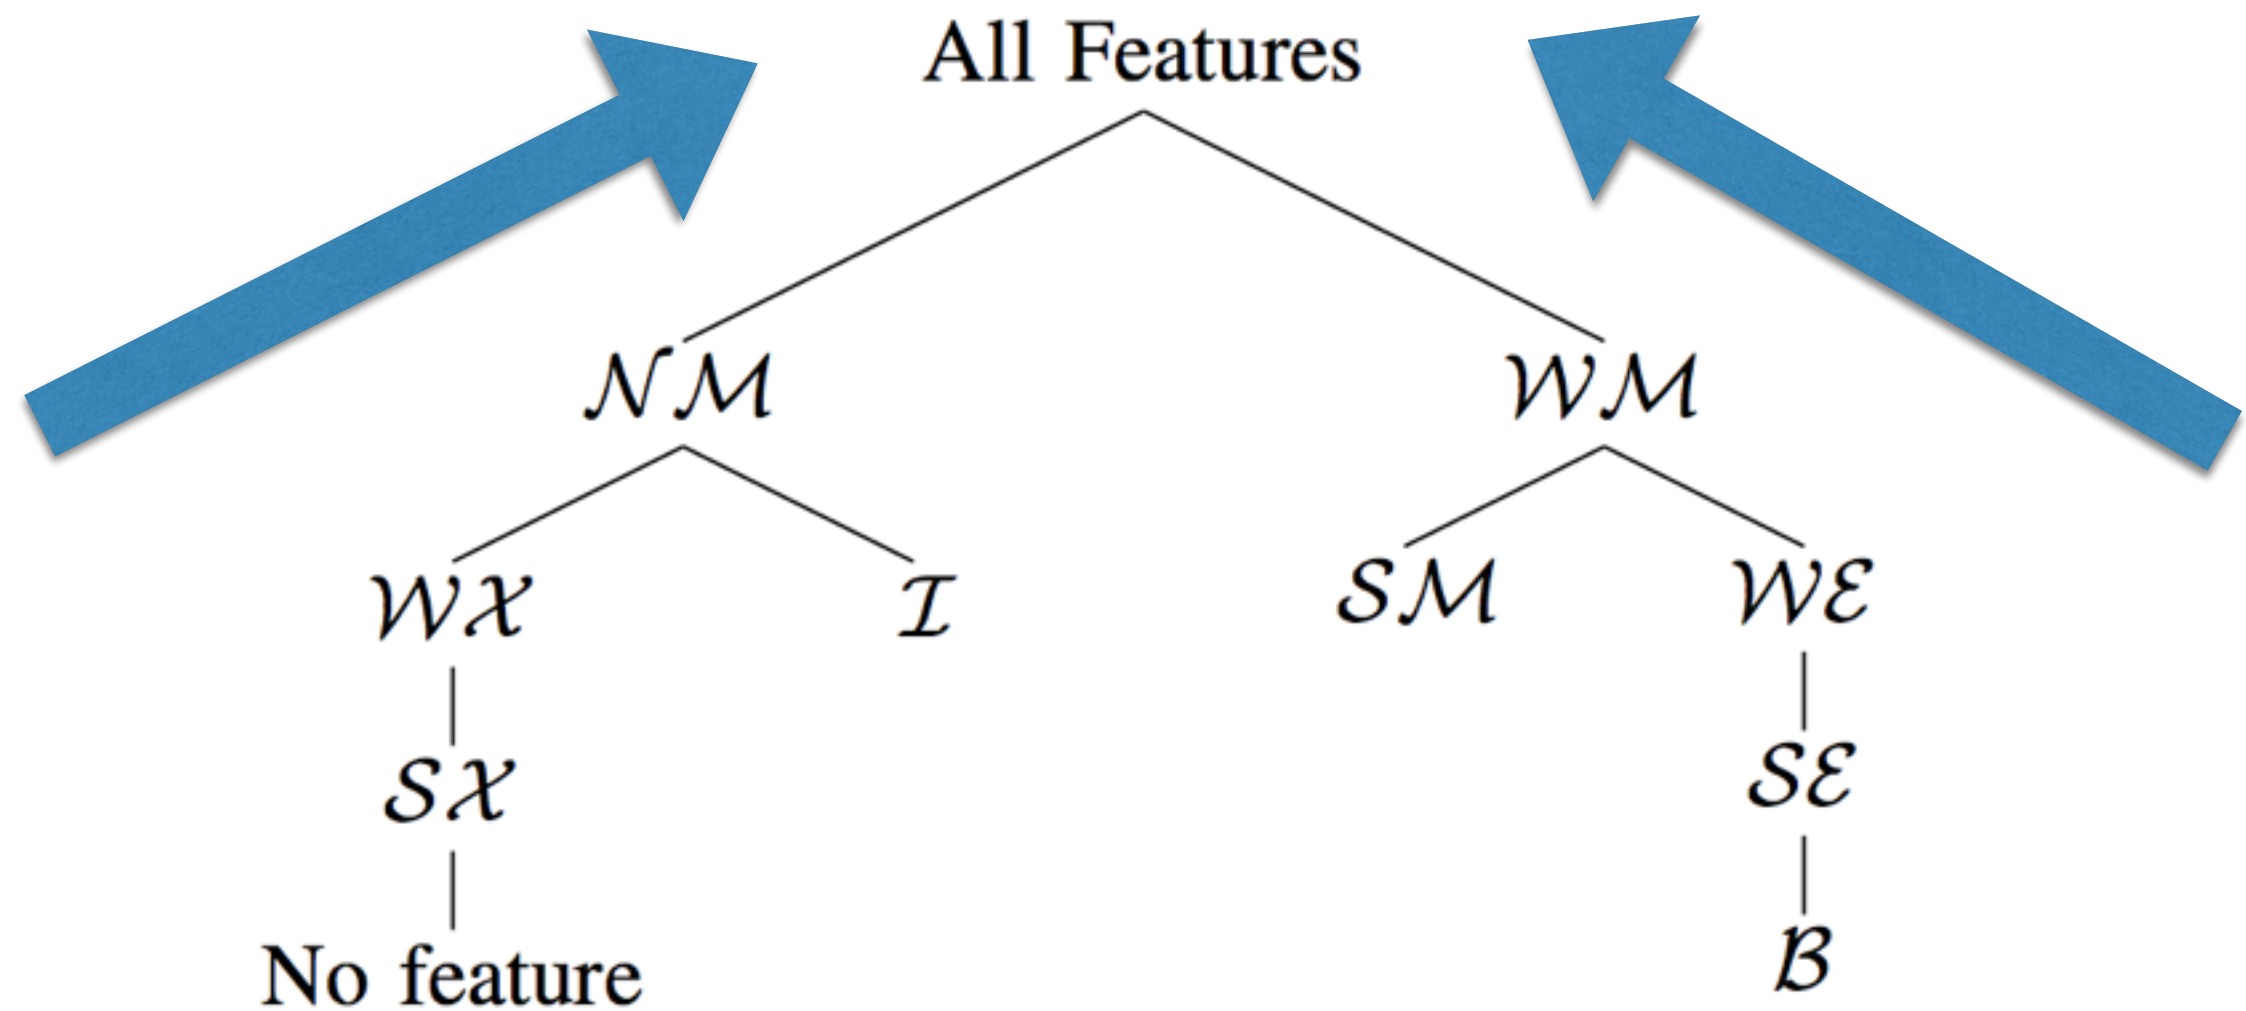 All Features
𝒩ℳ 𝒲ℳ
𝒲𝒳 ℐ 𝒮ℳ 𝒲ℰ
𝒮𝒳 𝒮ℰ
No feature ℬ